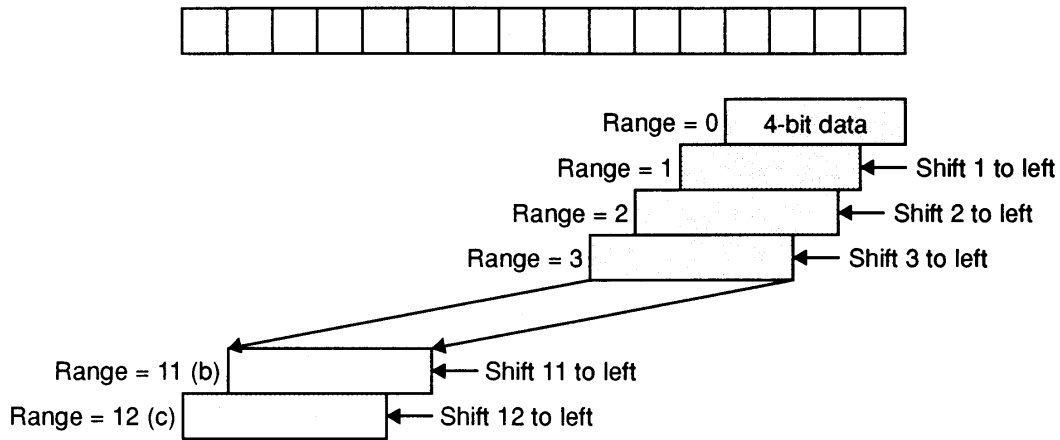 Range = 0 4-bit data
Range = 1 Shift 1 to left
Range = 2 Shift 2 to left
Range = 3 Shift 3 to left
Range = 11 (b) Shift 11 to left
Range = 12 (c) Shift 12 to left